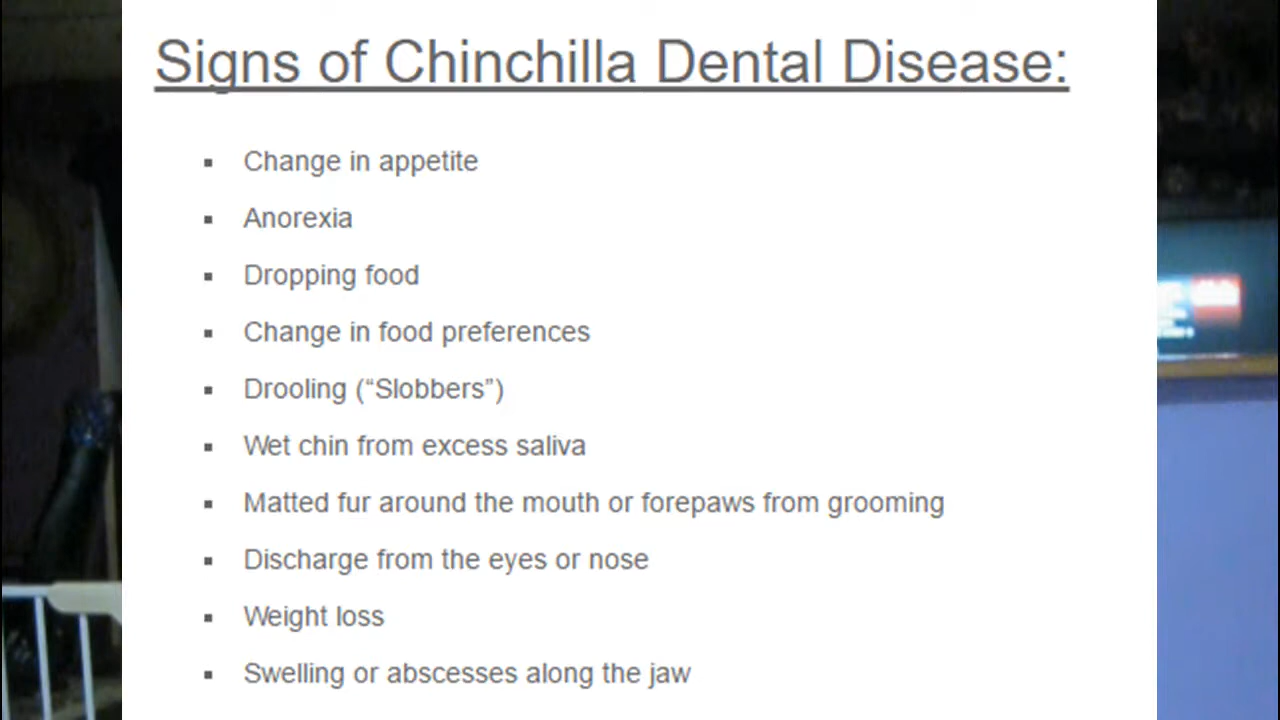 Signs of Chinchilla Dental Disease:
▪ Change in appetite
▪ Anorexia
▪ Dropping food
▪ Change in food preferences
▪ Drooling (“Slobbers”)
▪ Wet chin from excess saliva
▪ Matted fur around the mouth or forepaws from grooming
▪ Discharge from the eyes or nose
▪ Weight loss
▪ Swelling or abscesses along the jaw